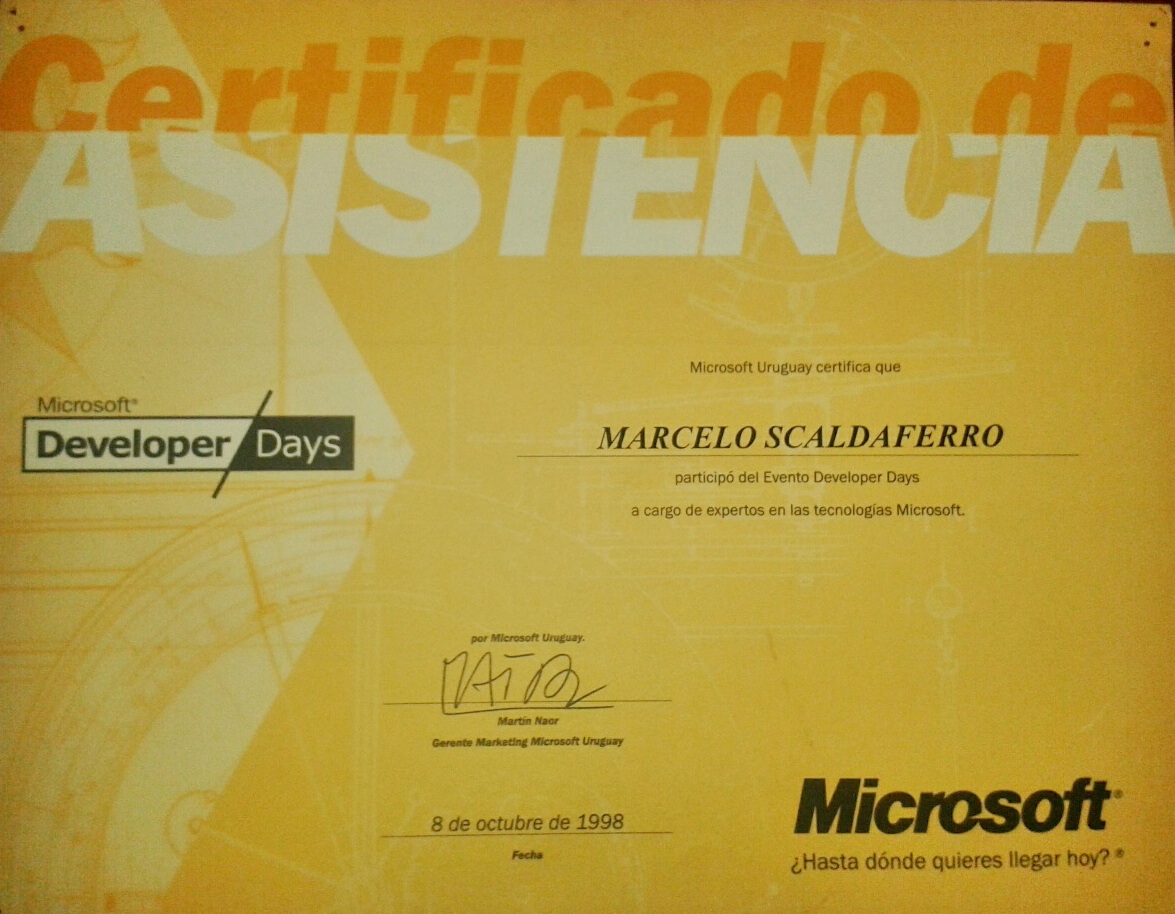 Certificado de
ASISTENCIA
Microsoft Uruguay certifica que
Microsoft®
Developer Days
MARCELO SCALDAFERRO
participó del Evento Developer Days
a cargo de expertos en las tecnologías Microsoft.
por Microsoft Uruguay.
Martín Naor
Gerente Marketing Microsoft Uruguay
8 de octubre de 1998
Fecha
Microsoft®
¿Hasta dónde quieres llegar hoy?®